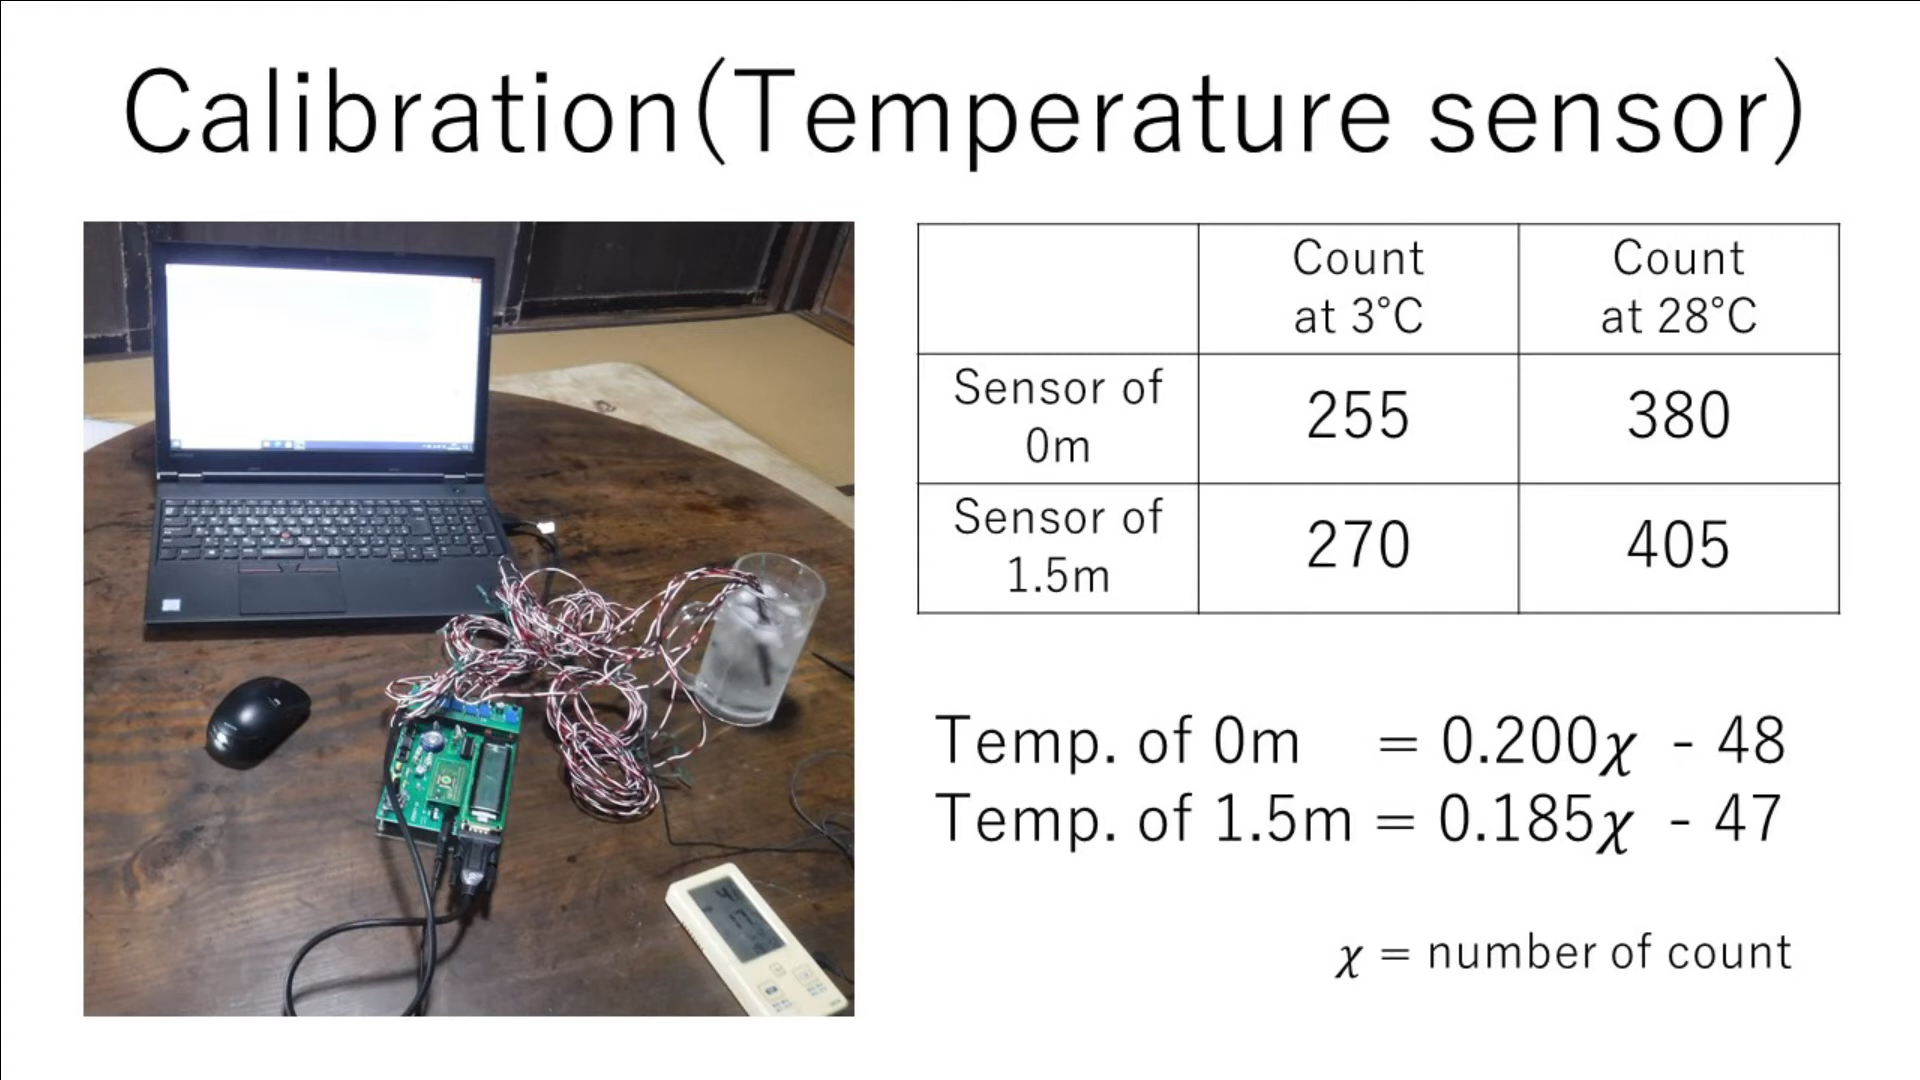 Calibration(Temperature sensor)
Count
at 3°C
Count
at 28°C
Sensor of
0m
255
380
Sensor of
1.5m
270
405
Temp. of 0m = 0.200χ - 48
Temp. of 1.5m = 0.185χ - 47
χ = number of count